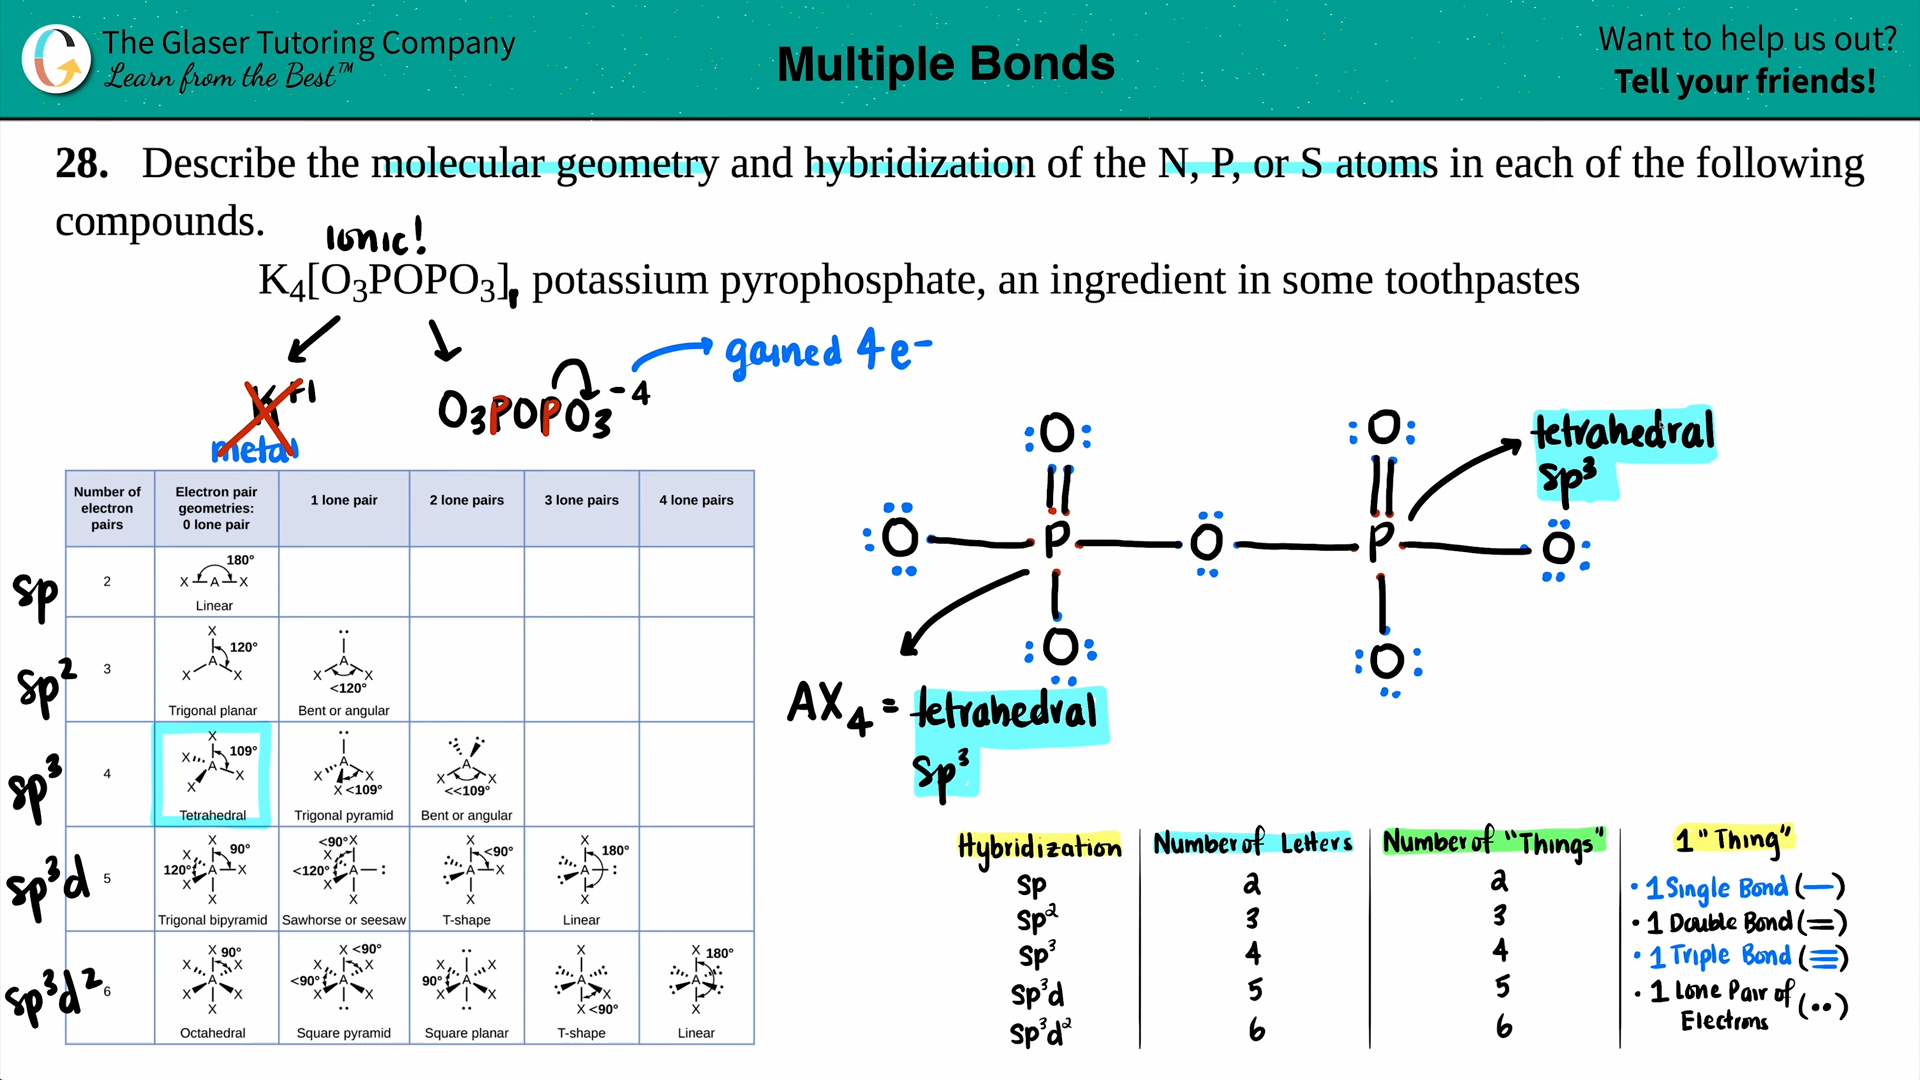 The Glaser Tutoring Company
Learn from the Best™
Multiple Bonds
Want to help us out?
Tell your friends!
28. Describe the molecular geometry and hybridization of the N, P, or S atoms in each of the following
compounds.
Ionic!
K4[O3POPO3], potassium pyrophosphate, an ingredient in some toothpastes
gained 4e-
K +1
metal
O3POPO3 -4
Number of electron pairs
Electron pair geometries: 0 lone pair
1 lone pair
2 lone pairs
3 lone pairs
4 lone pairs
sp
2
180°
X A X
Linear
sp2
3
X
120°
A
X X
Trigonal planar
A
X X
<120°
Bent or angular
sp3
4
X
109°
X A X
X
Tetrahedral
A
X X
X <109°
Trigonal pyramid
A
X X
<<109°
Bent or angular
sp3d
5
X
X 90°
120° A X
X
X
Trigonal bipyramid
<90° X
X
<120° A
X
X
Sawhorse or seesaw
X <90°
A X
X
T-shape
X 180°
A
X
Linear
sp3d2
6
X 90°
X X
A
X X
X
Octahedral
X <90°
X X
<90° A
X X
Square pyramid
X X
90° A
X X
Square planar
X
A
X X
<90°
T-shape
X 180°
A
X
Linear
O O
O P O P O
O O
tetrahedral
sp3
AX4 = tetrahedral
sp3
Hybridization Number of Letters Number of "Things" 1 "Thing"
sp 2 2 • 1 Single Bond (—)
sp2 3 3 • 1 Double Bond (=)
sp3 4 4 • 1 Triple Bond (≡)
sp3d 5 5 • 1 Lone Pair of Electrons (••)
sp3d2 6 6